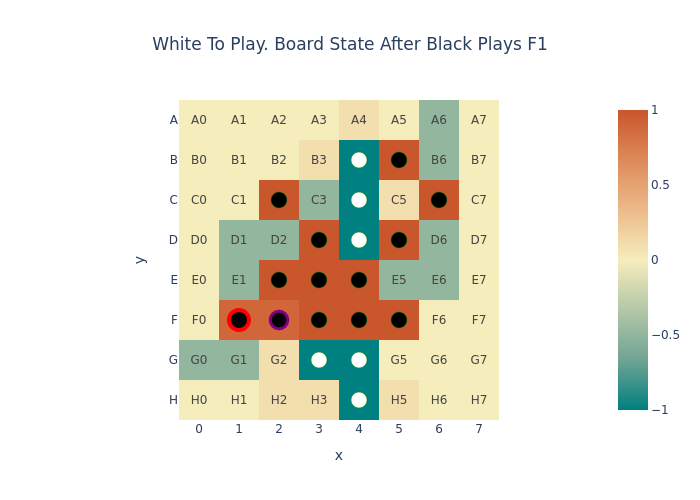 White To Play. Board State After Black Plays F1
A A0 A1 A2 A3 A4 A5 A6 A7
B B0 B1 B2 B3 B6 B7
C C0 C1 C3 C5 C7
D D0 D1 D2 D6 D7
E E0 E1 E5 E6 E7
F F0 F6 F7
G G0 G1 G2 G5 G6 G7
H H0 H1 H2 H3 H5 H6 H7
0 1 2 3 4 5 6 7
x
y
1
0.5
0
−0.5
−1